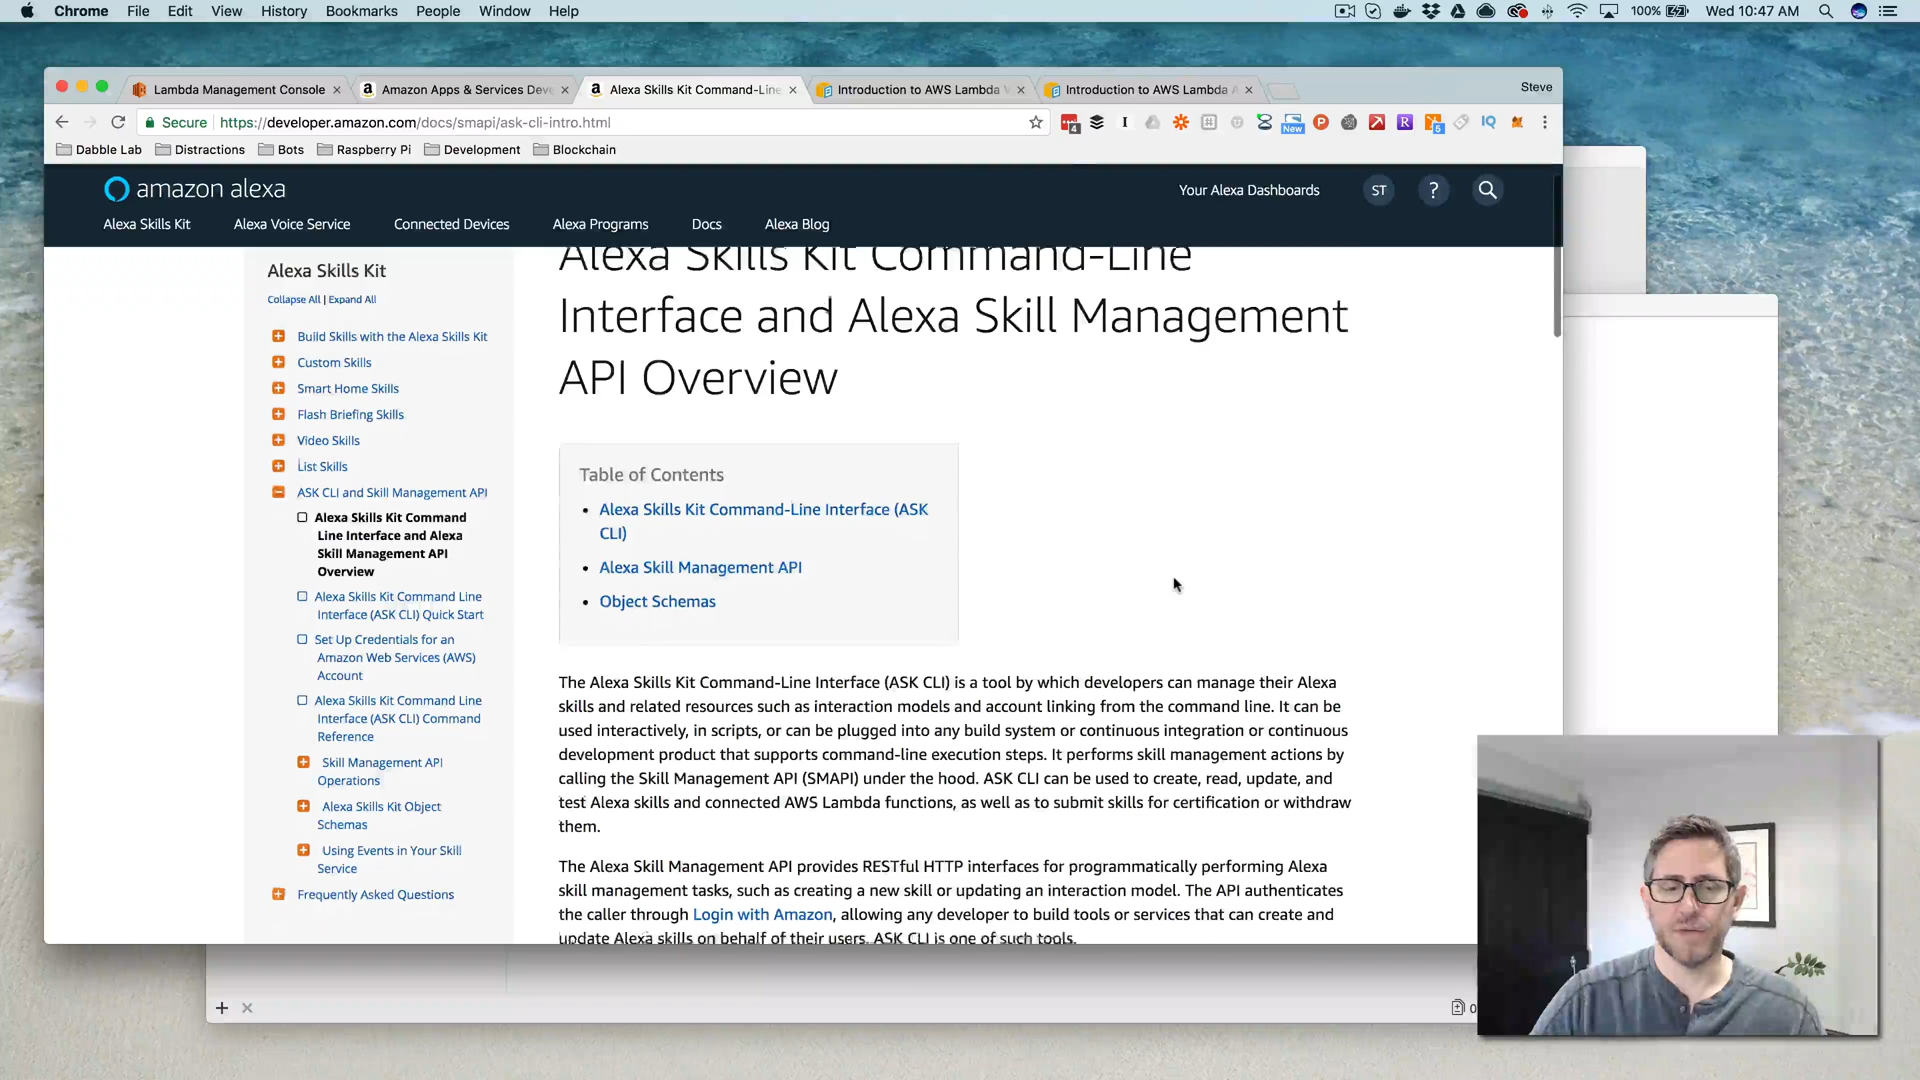 Chrome File Edit View History Bookmarks People Window Help
100% Wed 10:47 AM
Lambda Management Console
Amazon Apps & Services Deve
Alexa Skills Kit Command-Line
Introduction to AWS Lambda V
Introduction to AWS Lambda A
Steve
Secure https://developer.amazon.com/docs/smapi/ask-cli-intro.html
4
New
5
IQ
Dabble Lab Distractions Bots Raspberry Pi Development Blockchain
amazon alexa
Your Alexa Dashboards ST ?
Alexa Skills Kit Alexa Voice Service Connected Devices Alexa Programs Docs Alexa Blog
Alexa Skills Kit
Collapse All | Expand All
Build Skills with the Alexa Skills Kit
Custom Skills
Smart Home Skills
Flash Briefing Skills
Video Skills
List Skills
ASK CLI and Skill Management API
Alexa Skills Kit Command
Line Interface and Alexa
Skill Management API
Overview
Alexa Skills Kit Command Line
Interface (ASK CLI) Quick Start
Set Up Credentials for an
Amazon Web Services (AWS)
Account
Alexa Skills Kit Command Line
Interface (ASK CLI) Command
Reference
Skill Management API
Operations
Alexa Skills Kit Object
Schemas
Using Events in Your Skill
Service
Frequently Asked Questions
Alexa Skills Kit Command-Line
Interface and Alexa Skill Management
API Overview
Table of Contents
Alexa Skills Kit Command-Line Interface (ASK
CLI)
Alexa Skill Management API
Object Schemas
The Alexa Skills Kit Command-Line Interface (ASK CLI) is a tool by which developers can manage their Alexa
skills and related resources such as interaction models and account linking from the command line. It can be
used interactively, in scripts, or can be plugged into any build system or continuous integration or continuous
development product that supports command-line execution steps. It performs skill management actions by
calling the Skill Management API (SMAPI) under the hood. ASK CLI can be used to create, read, update, and
test Alexa skills and connected AWS Lambda functions, as well as to submit skills for certification or withdraw
them.
The Alexa Skill Management API provides RESTful HTTP interfaces for programmatically performing Alexa
skill management tasks, such as creating a new skill or updating an interaction model. The API authenticates
the caller through Login with Amazon, allowing any developer to build tools or services that can create and
update Alexa skills on behalf of their users. ASK CLI is one of such tools.
0